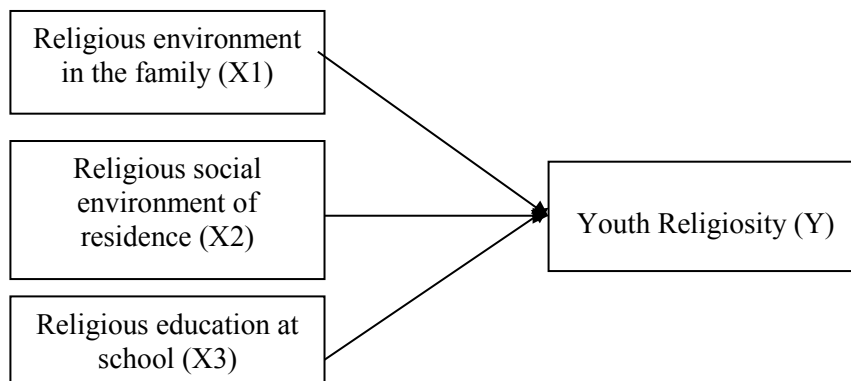 Religious environment
in the family (X1)
Religious social
environment of
residence (X2)
Religious education at
school (X3)
Youth Religiosity (Y)